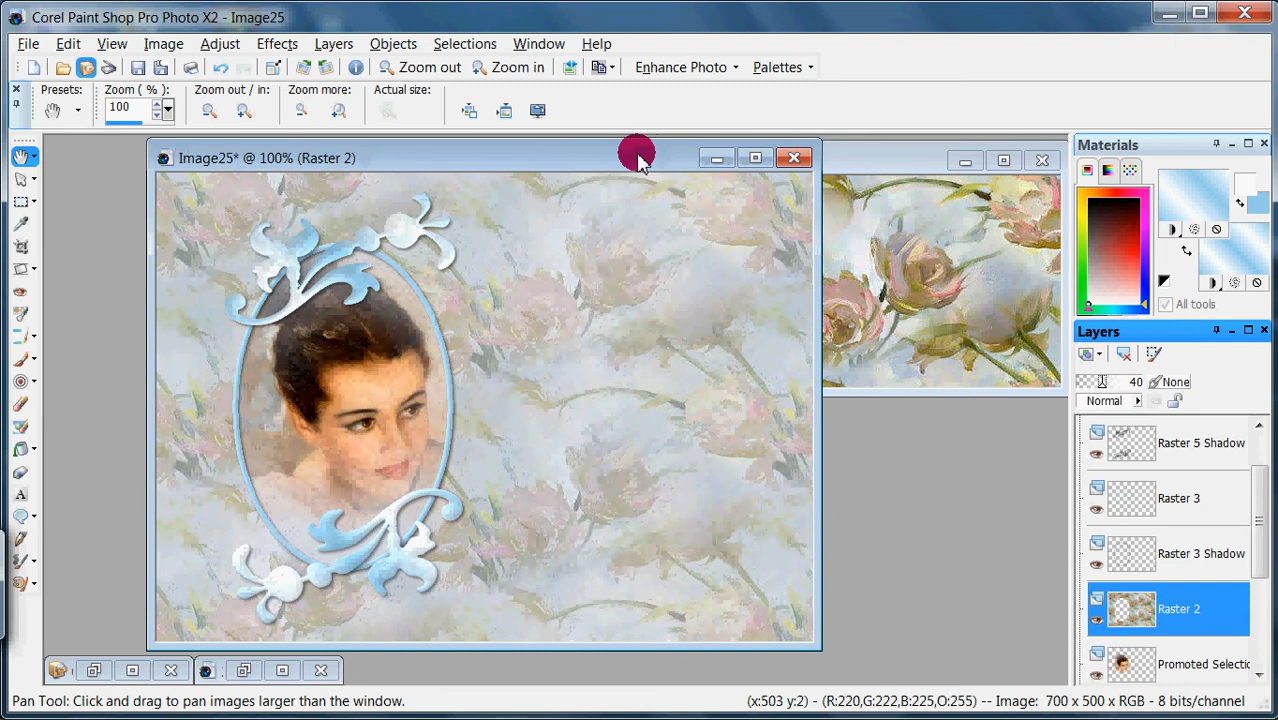 Corel Paint Shop Pro Photo X2 - Image25
File Edit View Image Adjust Effects Layers Objects Selections Window Help
Zoom out Zoom in Enhance Photo Palettes
Presets: Zoom ( % ): Zoom out / in: Zoom more: Actual size:
100
Materials
Image25* @ 100% (Raster 2)
All tools
Layers
40 None
Normal
Raster 5 Shadow
Raster 3
Raster 3 Shadow
Raster 2
Promoted Selectic
Pan Tool: Click and drag to pan images larger than the window.
(x:503 y:2) - (R:220,G:222,B:225,O:255) -- Image: 700 x 500 x RGB - 8 bits/channel